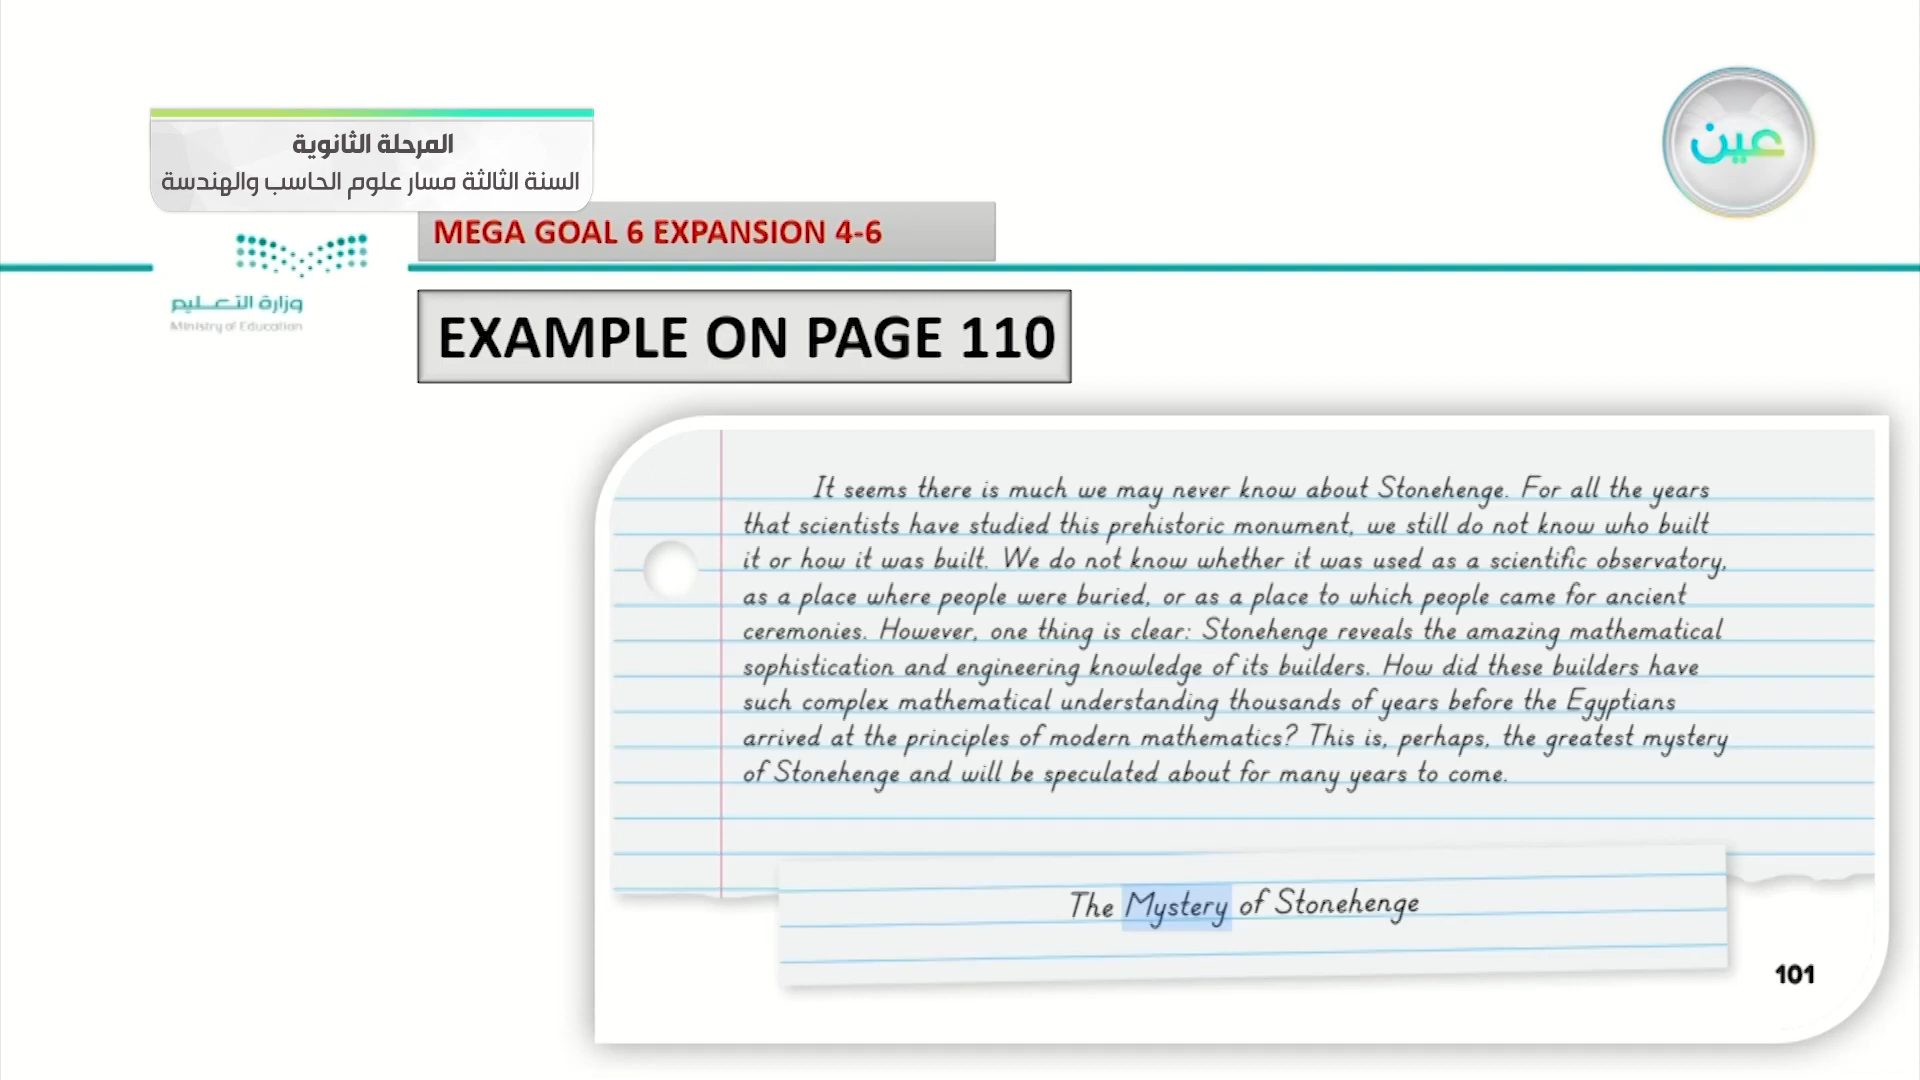 المرحلة الثانوية
السنة الثالثة مسار علوم الحاسب والهندسة
عين
MEGA GOAL 6 EXPANSION 4-6
وزارة التعليم
Ministry of Education
EXAMPLE ON PAGE 110
It seems there is much we may never know about Stonehenge. For all the years
that scientists have studied this prehistoric monument, we still do not know who built
it or how it was built. We do not know whether it was used as a scientific observatory,
as a place where people were buried, or as a place to which people came for ancient
ceremonies. However, one thing is clear: Stonehenge reveals the amazing mathematical
sophistication and engineering knowledge of its builders. How did these builders have
such complex mathematical understanding thousands of years before the Egyptians
arrived at the principles of modern mathematics? This is, perhaps, the greatest mystery
of Stonehenge and will be speculated about for many years to come.
The Mystery of Stonehenge
101